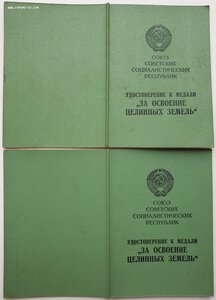 СОЮЗ
СОВЕТСКИХ
СОЦИАЛИСТИЧЕСКИХ
РЕСПУБЛИК
УДОСТОВЕРЕНИЕ К МЕДАЛИ
„ЗА ОСВОЕНИЕ
ЦЕЛИННЫХ ЗЕМЕЛЬ"
СОЮЗ
СОВЕТСКИХ
СОЦИАЛИСТИЧЕСКИХ
РЕСПУБЛИК
УДОСТОВЕРЕНИЕ К МЕДАЛИ
„ЗА ОСВОЕНИЕ
ЦЕЛИННЫХ ЗЕМЕЛЬ"